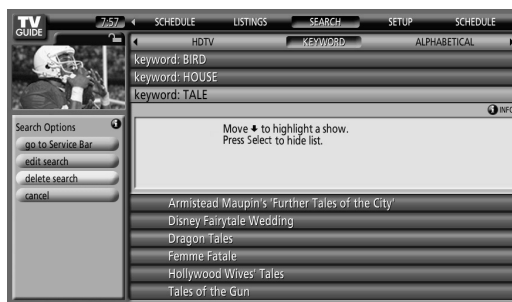 TV GUIDE
7:57
SCHEDULE LISTINGS SEARCH SETUP SCHEDULE
HDTV KEYWORD ALPHABETICAL
keyword: BIRD
keyword: HOUSE
keyword: TALE
INFO
Search Options
go to Service Bar
edit search
delete search
cancel
Move to highlight a show.
Press Select to hide list.
Armistead Maupin's 'Further Tales of the City'
Disney Fairytale Wedding
Dragon Tales
Femme Fatale
Hollywood Wives' Tales
Tales of the Gun